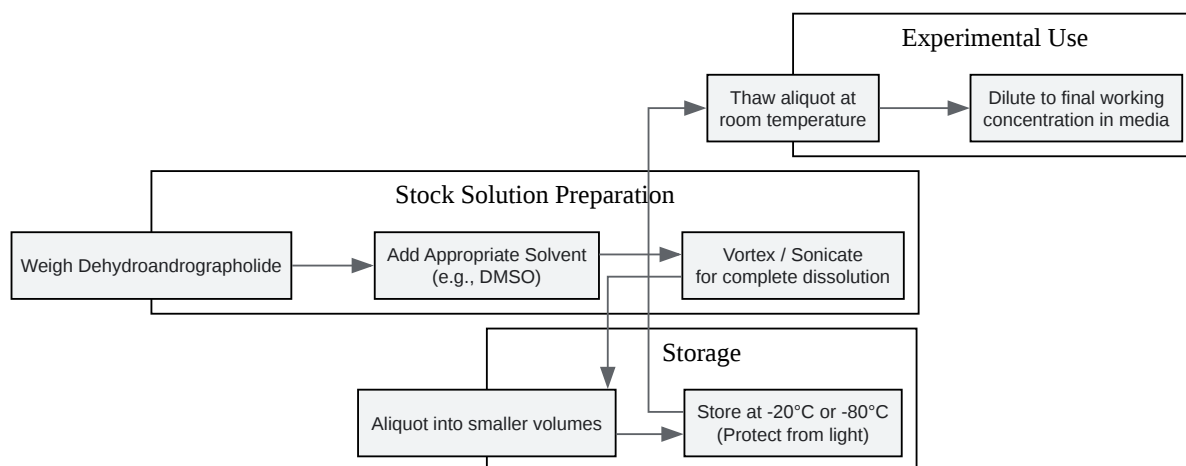 Experimental Use
Thaw aliquot at
room temperature
Dilute to final working
concentration in media
Stock Solution Preparation
Weigh Dehydroandrographolide
Add Appropriate Solvent
(e.g., DMSO)
Vortex / Sonicate
for complete dissolution
Storage
Aliquot into smaller volumes
Store at -20°C or -80°C
(Protect from light)